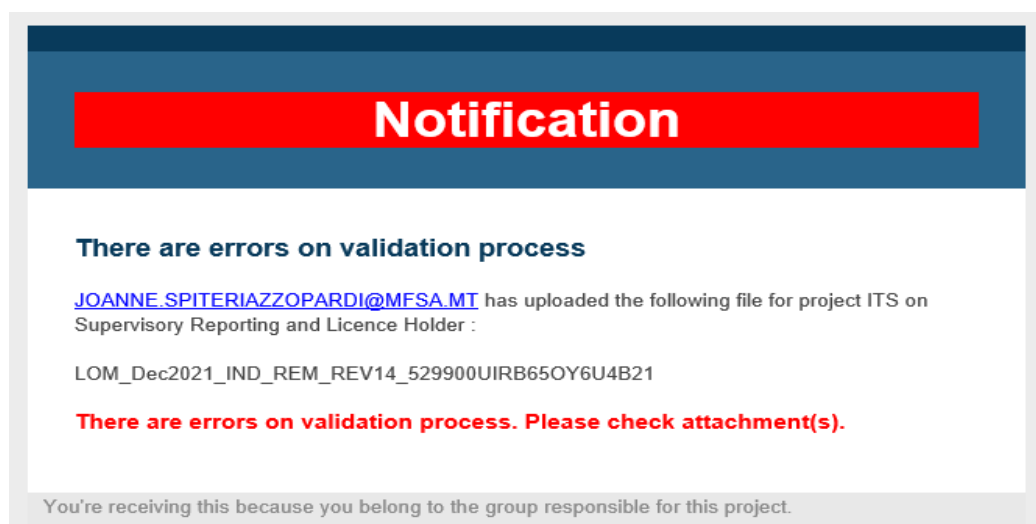 Notification
There are errors on validation process
JOANNE.SPITERIAZZOPARDI@MFSA.MT has uploaded the following file for project ITS on
Supervisory Reporting and Licence Holder :
LOM_Dec2021_IND_REM_REV14_529900UIRB65OY6U4B21
There are errors on validation process. Please check attachment(s).
You're receiving this because you belong to the group responsible for this project.